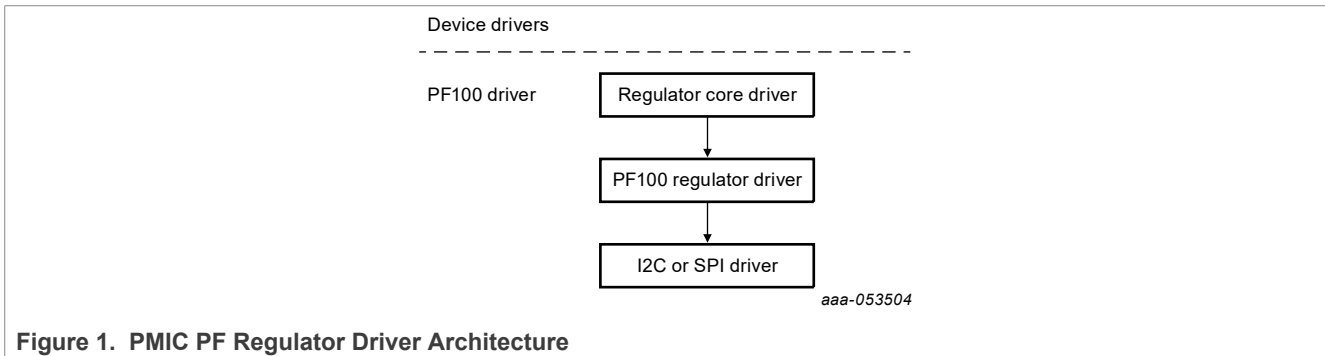 Device drivers
PF100 driver
Regulator core driver
PF100 regulator driver
I2C or SPI driver
aaa-053504
Figure 1. PMIC PF Regulator Driver Architecture